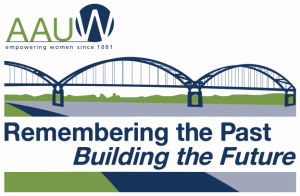 AAUW
empowering women since 1881
Remembering the Past
Building the Future